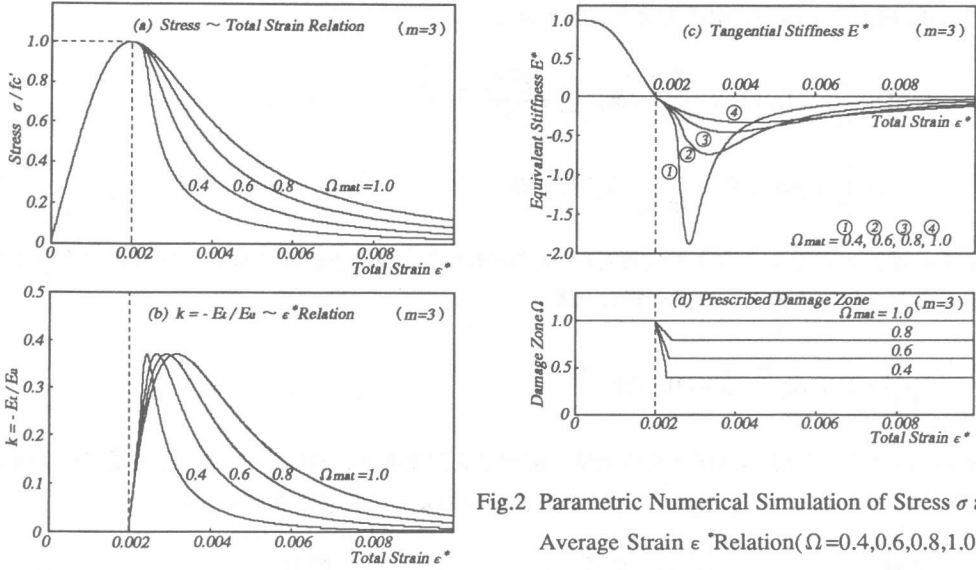 (a) Stress ~ Total Strain Relation (m=3)
Stress σ / fc'
1.0
0.8
0.6
0.4
0.2
0
0.4 0.6 0.8 Ωmat=1.0
0 0.002 0.004 0.006 0.008
Total Strain ε*
(b) k = - Et / Eu ~ ε* Relation (m=3)
k = - Et / Eu
0.5
0.4
0.3
0.2
0.1
0
0.4 0.6 0.8 Ωmat=1.0
0 0.002 0.004 0.006 0.008
Total Strain ε*
(c) Tangential Stiffness E* (m=3)
Equivalent Stiffness E*
1.0
0.5
0
-0.5
-1.0
-1.5
-2.0
0.002 0.004 0.006 0.008
Total Strain ε*
④
③
②
①
① ② ③ ④
Ωmat= 0.4, 0.6, 0.8, 1.0
(d) Prescribed Damage Zone (m=3)
Damage Zone Ω
1.0
0.5
0
Ωmat = 1.0
0.8
0.6
0.4
0 0.002 0.004 0.006 0.008
Total Strain ε*
Fig.2 Parametric Numerical Simulation of Stress σ
Average Strain ε*Relation(Ω=0.4,0.6,0.8,1.0